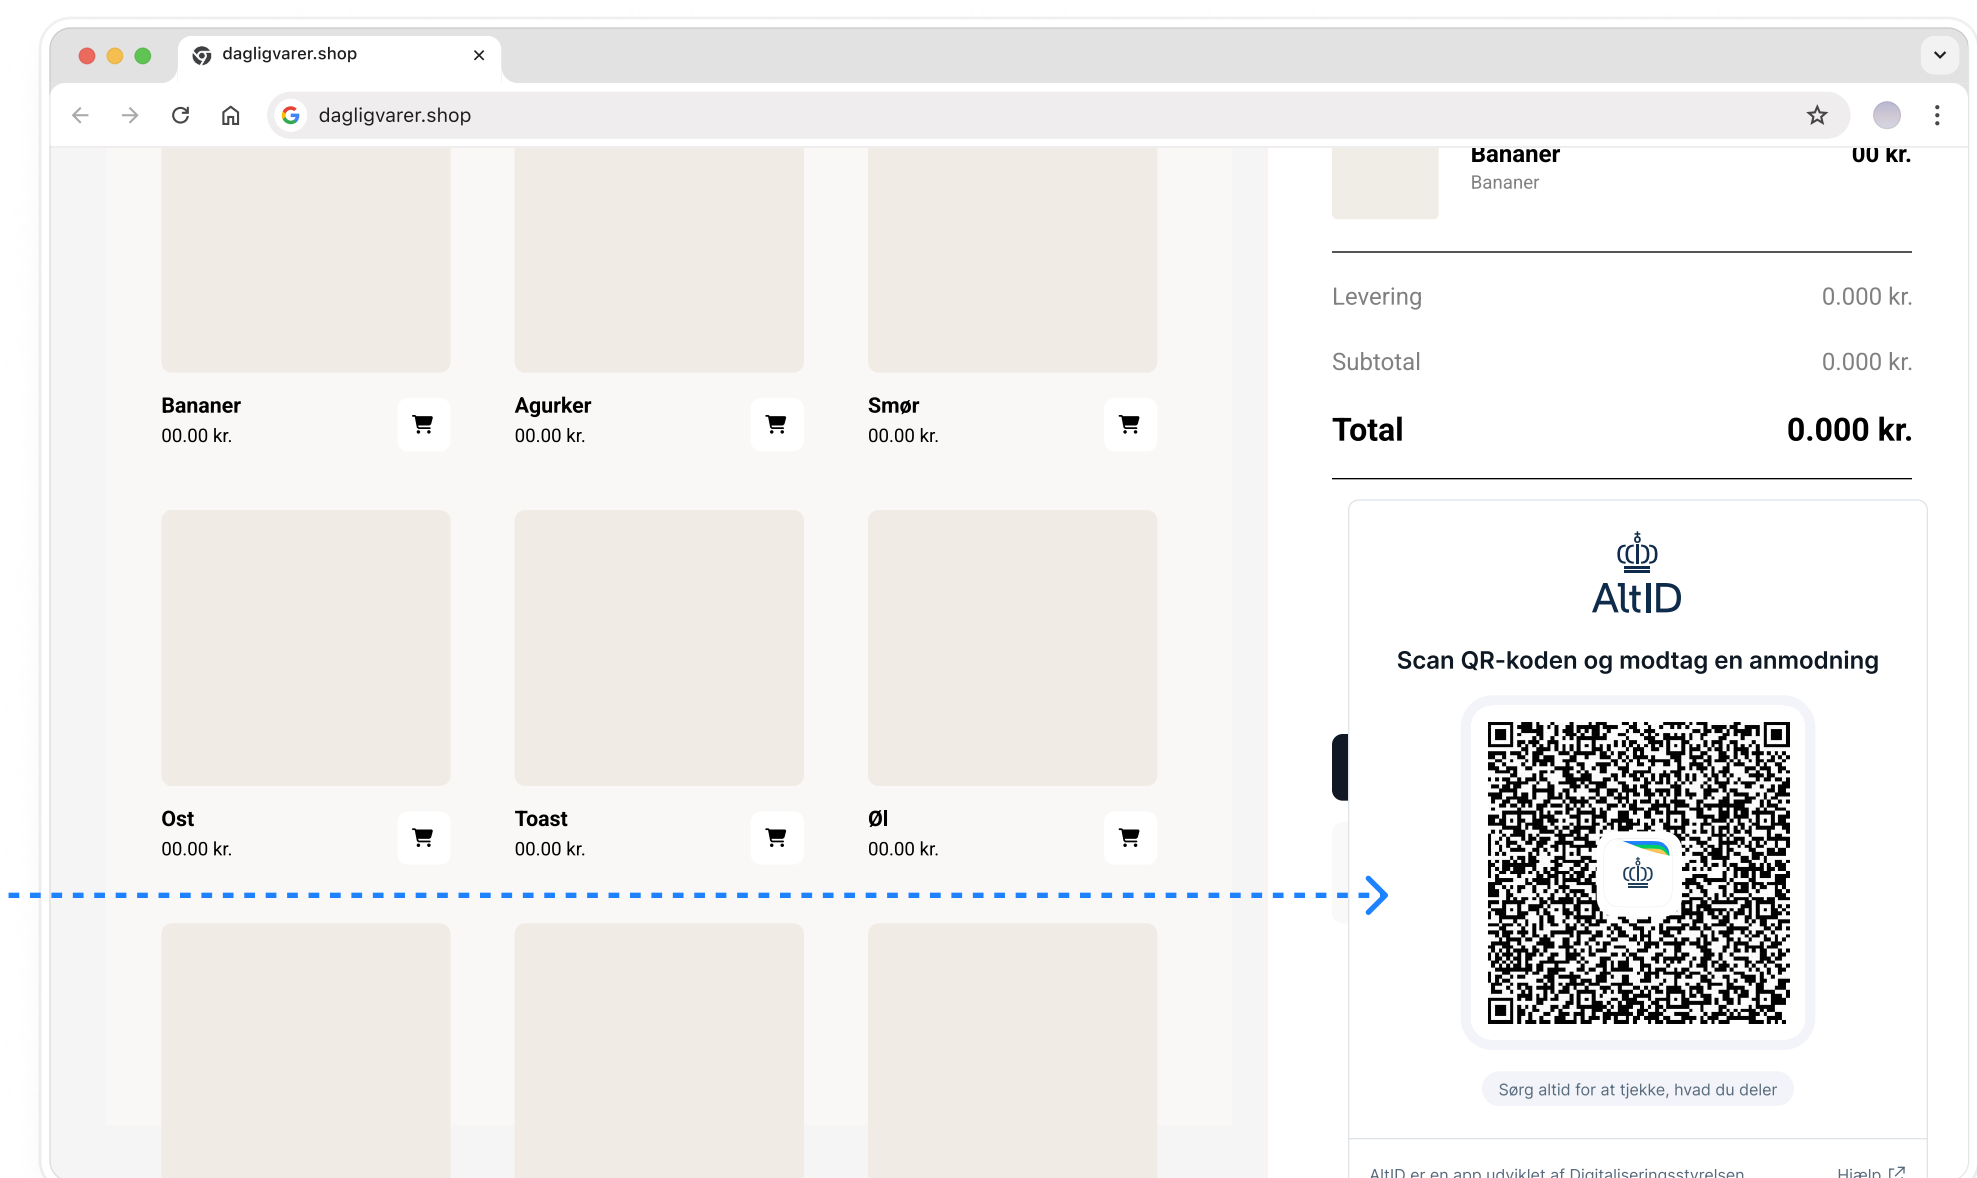 dagligvarer.shop
dagligvarer.shop
Bananer
00.00 kr.
Agurker
00.00 kr.
Smør
00.00 kr.
Ost
00.00 kr.
Toast
00.00 kr.
Øl
00.00 kr.
Bananer 00 kr.
Bananer
Levering 0.000 kr.
Subtotal 0.000 kr.
Total 0.000 kr.
AltID
Scan QR-koden og modtag en anmodning
Sørg altid for at tjekke, hvad du deler
AltID er en app udviklet af Digitaliseringsstyrelsen Hjælp